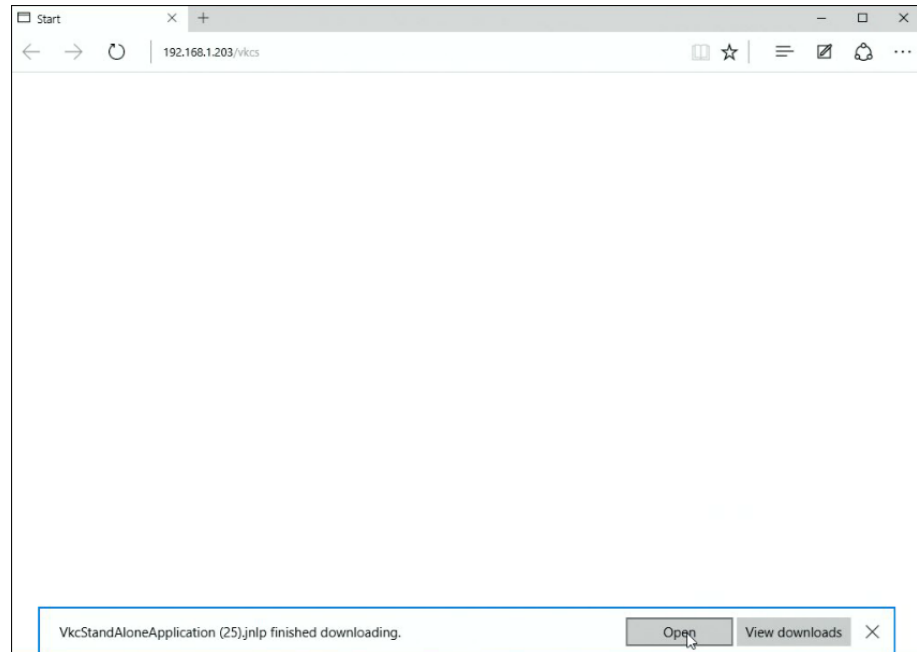 Start
192.168.1.203/vkcs
VkcStandAloneApplication (25).jnlp finished downloading.
Open
View downloads